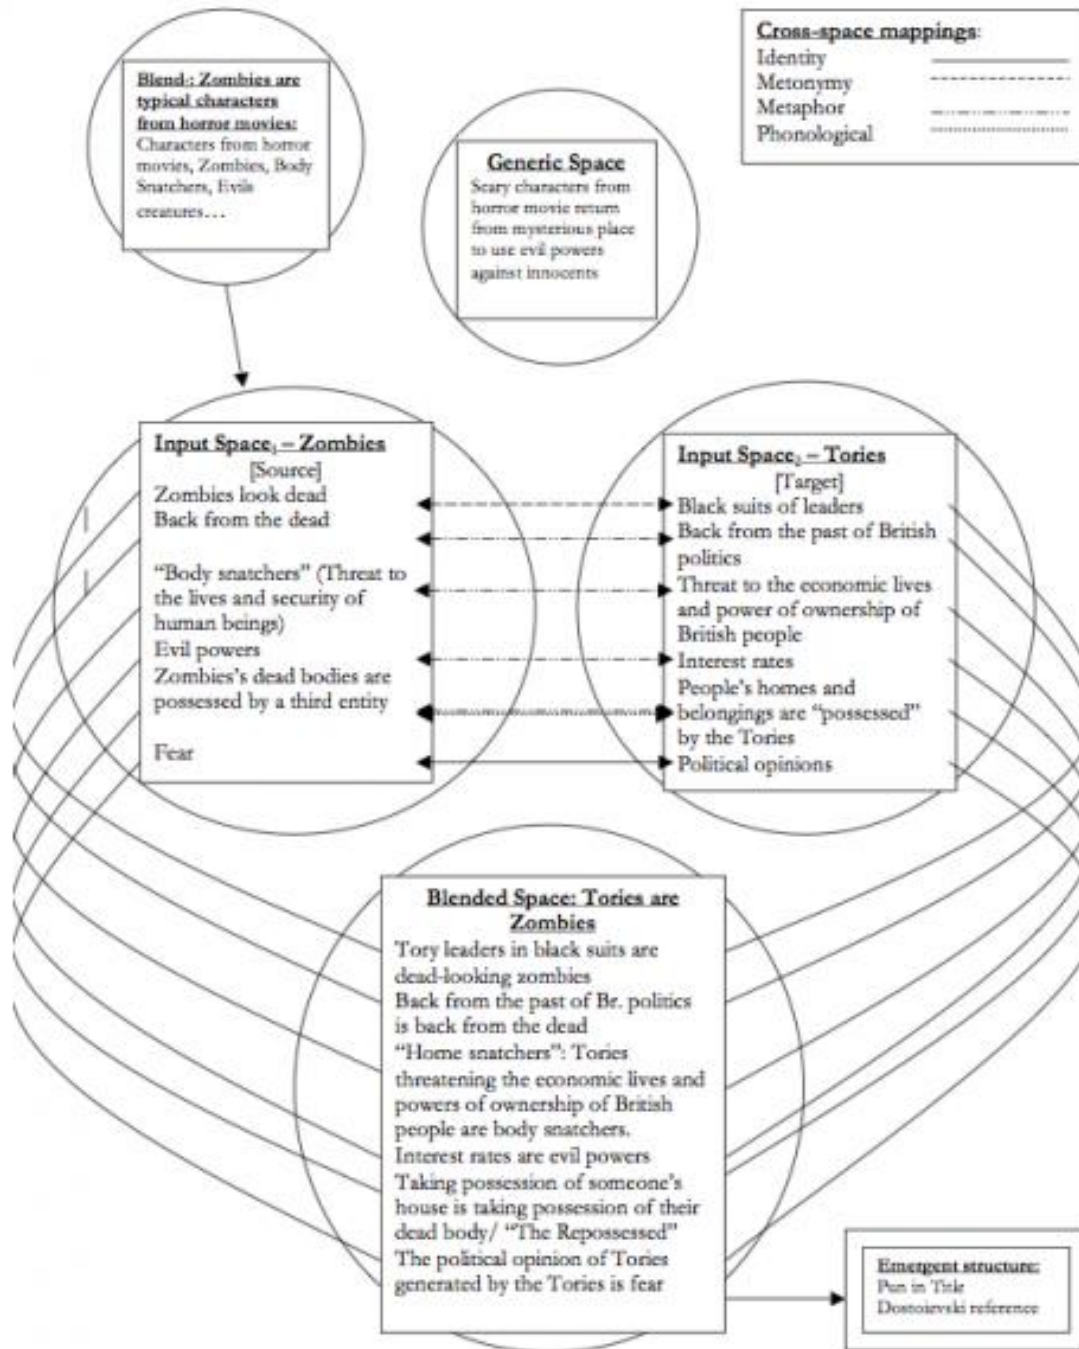 Blend-: Zombies are
typical characters
from horror movies:
Characters from horror
movies, Zombies, Body
Snatchers, Evils
creatures…
Generic Space
Scary characters from
horror movie return
from mysterious place
to use evil powers
against innocents
Cross-space mappings:
Identity
Metonymy
Metaphor
Phonological
Input Space₁ – Zombies
[Source]
Zombies look dead
Back from the dead
“Body snatchers” (Threat to
the lives and security of
human beings)
Evil powers
Zombies's dead bodies are
possessed by a third entity
Fear
Input Space₂ – Tories
[Target]
Black suits of leaders
Back from the past of British
politics
Threat to the economic lives
and power of ownership of
British people
Interest rates
People's homes and
belongings are “possessed”
by the Tories
Political opinions
Blended Space: Tories are
Zombies
Tory leaders in black suits are
dead-looking zombies
Back from the past of Br. politics
is back from the dead
“Home snatchers”: Tories
threatening the economic lives and
powers of ownership of British
people are body snatchers.
Interest rates are evil powers
Taking possession of someone's
house is taking possession of their
dead body/ “The Repossessed”
The political opinion of Tories
generated by the Tories is fear
Emergent structure:
Pun in Title
Dostoievski reference